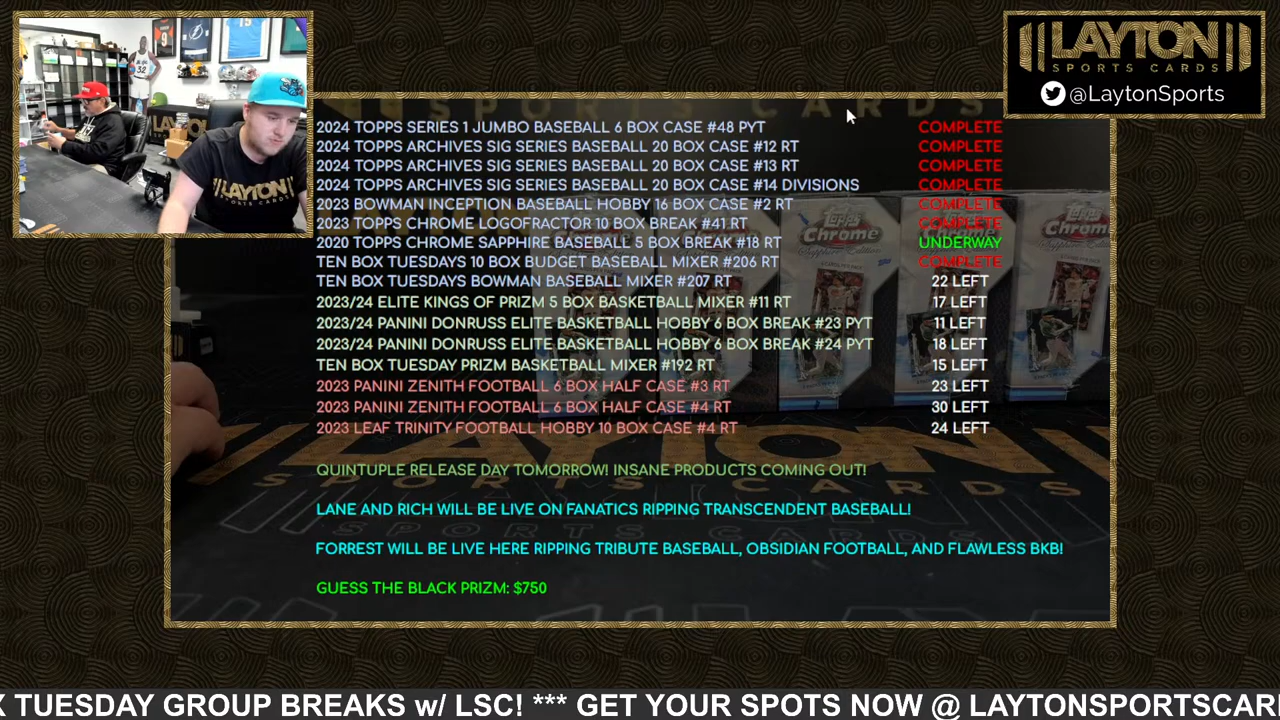 LAYTON
SPORTS CARDS
@LaytonSports
SPORTS CARDS
2024 TOPPS SERIES 1 JUMBO BASEBALL 6 BOX CASE #48 PYT COMPLETE
2024 TOPPS ARCHIVES SIG SERIES BASEBALL 20 BOX CASE #12 RT COMPLETE
2024 TOPPS ARCHIVES SIG SERIES BASEBALL 20 BOX CASE #13 RT COMPLETE
2024 TOPPS ARCHIVES SIG SERIES BASEBALL 20 BOX CASE #14 DIVISIONS COMPLETE
2023 BOWMAN INCEPTION BASEBALL HOBBY 16 BOX CASE #2 RT COMPLETE
2023 TOPPS CHROME LOGOFRACTOR 10 BOX BREAK #41 RT COMPLETE
2020 TOPPS CHROME SAPPHIRE BASEBALL 5 BOX BREAK #18 RT UNDERWAY
TEN BOX TUESDAYS 10 BOX BUDGET BASEBALL MIXER #206 RT COMPLETE
TEN BOX TUESDAYS BOWMAN BASEBALL MIXER #207 RT 22 LEFT
2023/24 ELITE KINGS OF PRIZM 5 BOX BASKETBALL MIXER #11 RT 17 LEFT
2023/24 PANINI DONRUSS ELITE BASKETBALL HOBBY 6 BOX BREAK #23 PYT 11 LEFT
2023/24 PANINI DONRUSS ELITE BASKETBALL HOBBY 6 BOX BREAK #24 PYT 18 LEFT
TEN BOX TUESDAY PRIZM BASKETBALL MIXER #192 RT 15 LEFT
2023 PANINI ZENITH FOOTBALL 6 BOX HALF CASE #3 RT 23 LEFT
2023 PANINI ZENITH FOOTBALL 6 BOX HALF CASE #4 RT 30 LEFT
2023 LEAF TRINITY FOOTBALL HOBBY 10 BOX CASE #4 RT 24 LEFT
QUINTUPLE RELEASE DAY TOMORROW! INSANE PRODUCTS COMING OUT!
LANE AND RICH WILL BE LIVE ON FANATICS RIPPING TRANSCENDENT BASEBALL!
FORREST WILL BE LIVE HERE RIPPING TRIBUTE BASEBALL, OBSIDIAN FOOTBALL, AND FLAWLESS BKB!
GUESS THE BLACK PRIZM: $750
Topps Chrome
Topps Chrome
LAYTON
SPORTS CARDS
LAYTON
X TUESDAY GROUP BREAKS w/ LSC! *** GET YOUR SPOTS NOW @ LAYTONSPORTSCAR